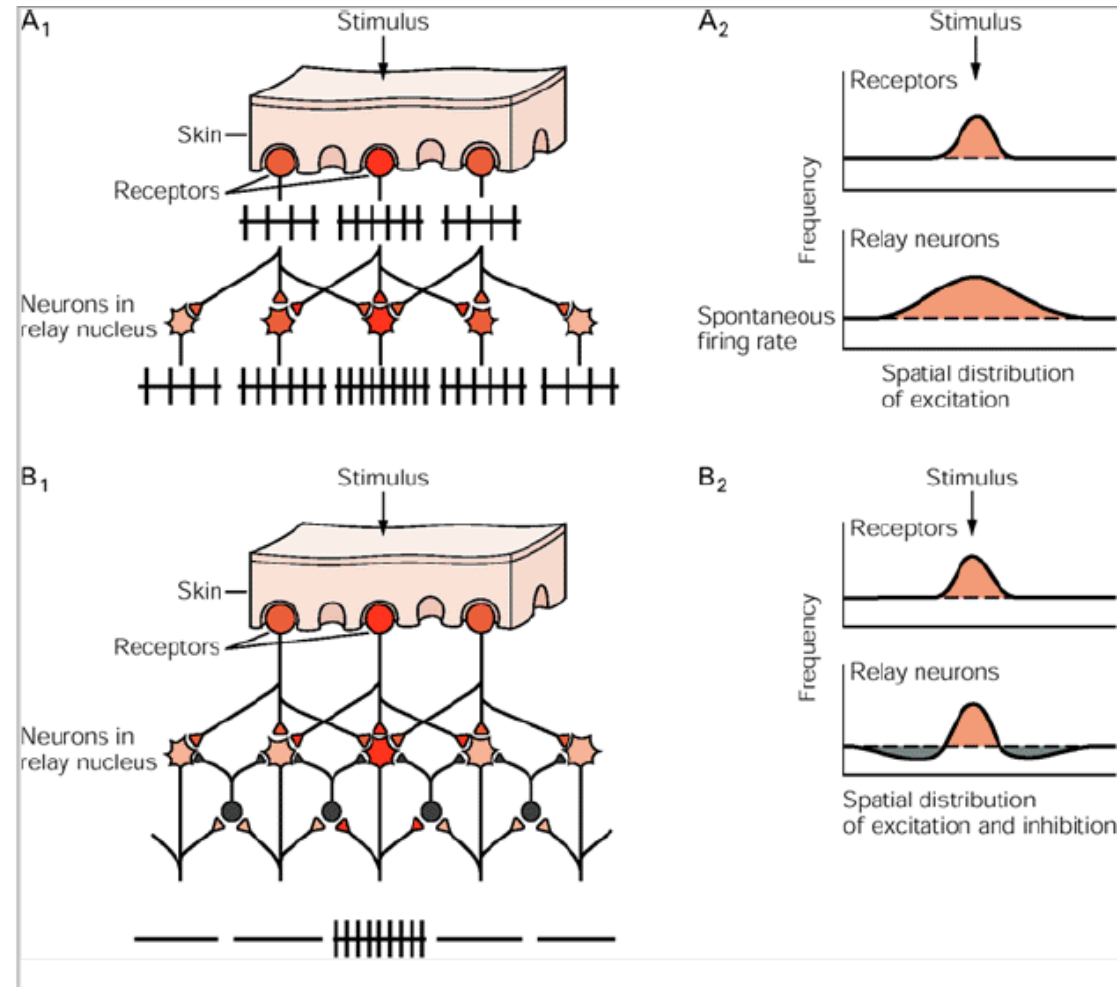 A₁
Stimulus
Skin
Receptors
Neurons in
relay nucleus
A₂
Stimulus
Receptors
Frequency
Relay neurons
Spontaneous
firing rate
Spatial distribution
of excitation
B₁
Stimulus
Skin
Receptors
Neurons in
relay nucleus
B₂
Stimulus
Receptors
Frequency
Relay neurons
Spatial distribution
of excitation and inhibition